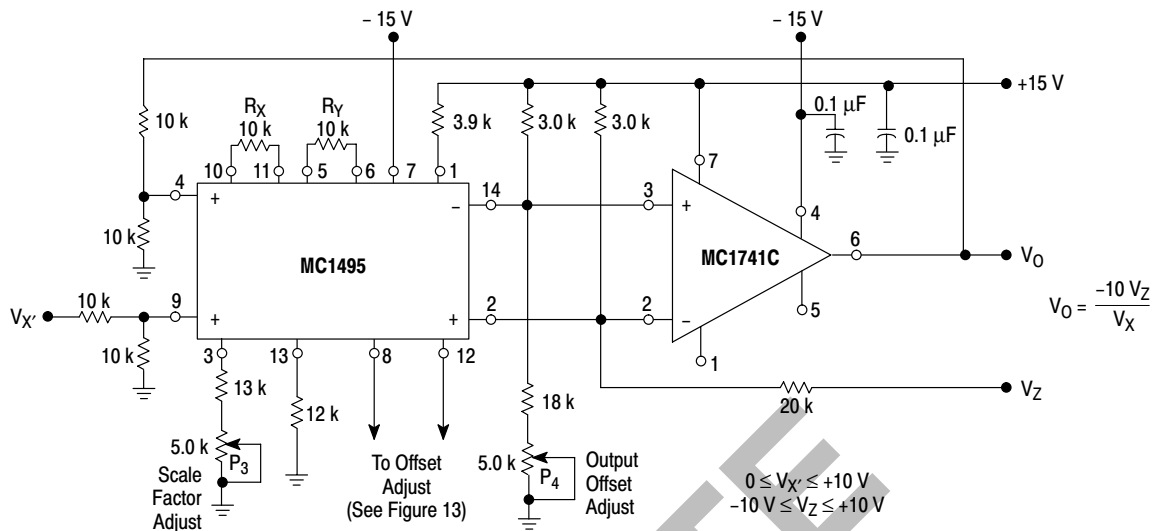 – 15 V
– 15 V
+15 V
10 k
RX
10 k
RY
10 k
3.9 k
3.0 k
3.0 k
0.1 µF
0.1 µF
10
11
5
6
7
1
7
4
4
+
–
14
3
+
10 k
MC1495
MC1741C
6
VO
VO = –10 VZ / VX
VX'
10 k
9
+
+
2
2
–
5
10 k
3
13
8
12
1
13 k
12 k
18 k
20 k
VZ
5.0 k
P3
Scale
Factor
Adjust
To Offset
Adjust
(See Figure 13)
5.0 k
P4
Output
Offset
Adjust
0 ≤ VX' ≤ +10 V
–10 V ≤ VZ ≤ +10 V